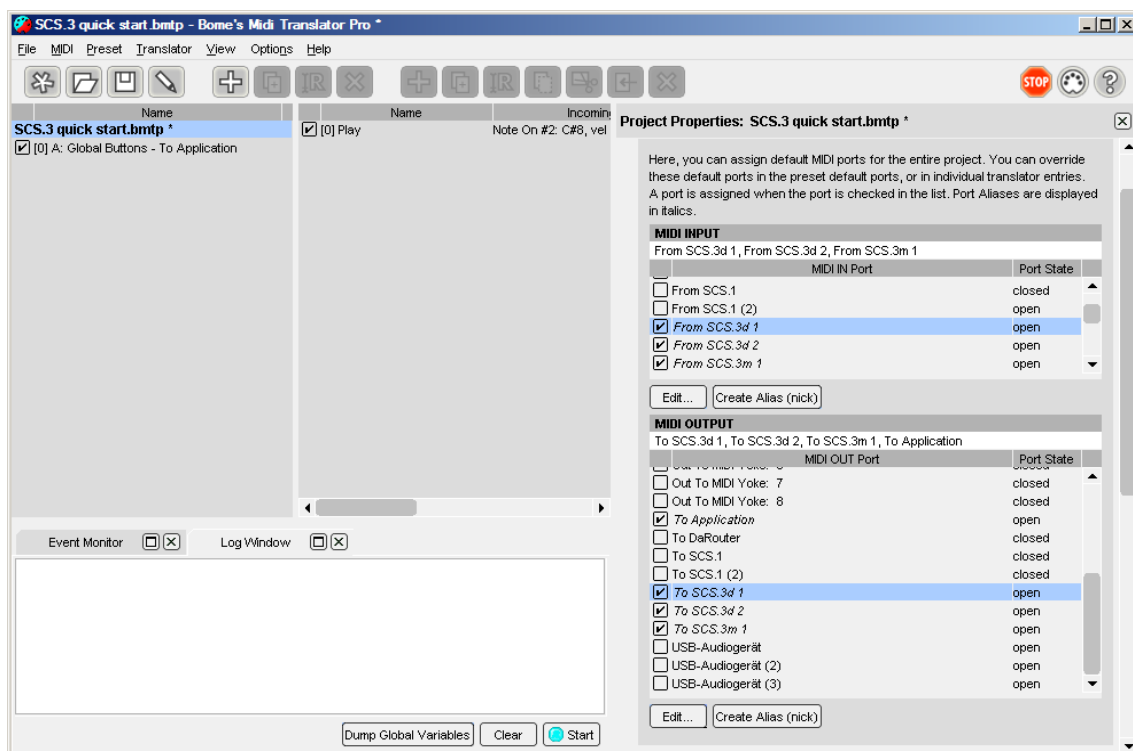 SCS.3 quick start.bmtp - Bome's Midi Translator Pro *
File MIDI Preset Translator View Options Help
STOP
Name
SCS.3 quick start.bmtp *
[0] A: Global Buttons - To Application
Name Incoming
[0] Play Note On #2: C#8, vel
Project Properties: SCS.3 quick start.bmtp *
Here, you can assign default MIDI ports for the entire project. You can override
these default ports in the preset default ports, or in individual translator entries.
A port is assigned when the port is checked in the list. Port Aliases are displayed
in italics.
MIDI INPUT
From SCS.3d 1, From SCS.3d 2, From SCS.3m 1
MIDI IN Port Port State
From SCS.1 closed
From SCS.1 (2) open
From SCS.3d 1 open
From SCS.3d 2 open
From SCS.3m 1 open
Edit... Create Alias (nick)
MIDI OUTPUT
To SCS.3d 1, To SCS.3d 2, To SCS.3m 1, To Application
MIDI OUT Port Port State
Out To MIDI Yoke: 7 closed
Out To MIDI Yoke: 8 closed
To Application open
To DaRouter closed
To SCS.1 closed
To SCS.1 (2) closed
To SCS.3d 1 open
To SCS.3d 2 open
To SCS.3m 1 open
USB-Audiogerät open
USB-Audiogerät (2) open
USB-Audiogerät (3) open
Edit... Create Alias (nick)
Event Monitor Log Window
Dump Global Variables Clear Start